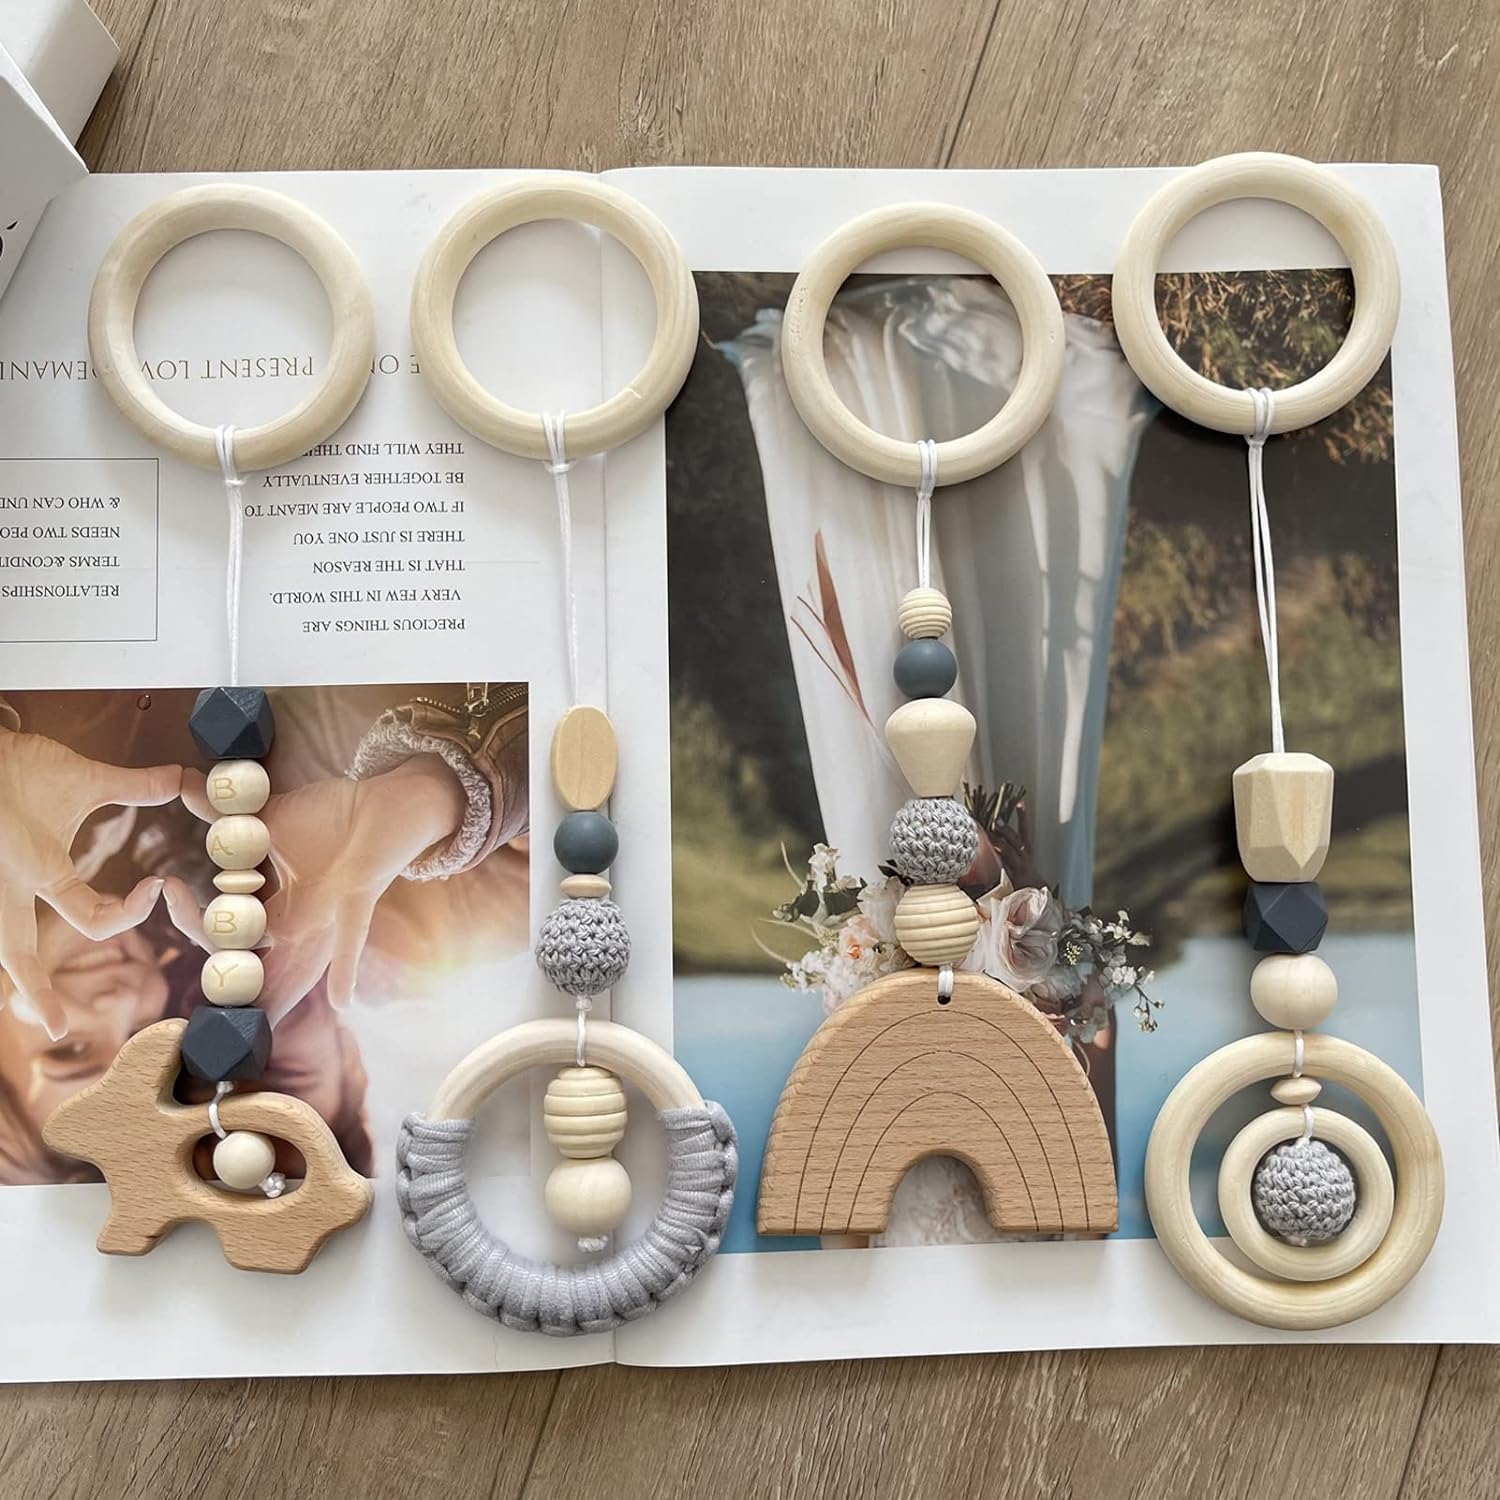 PRESENT LOV DEMANI
PRECIOUS THINGS ARE
VERY FEW IN THIS WORLD.
THAT IS THE REASON
THERE IS JUST ONE YOU
IF TWO PEOPLE ARE MEANT TO
BE TOGETHER EVENTUALLY
THEY WILL FIND THEI
RELATIONSHIPS
TERMS &CONDIT
NEEDS TWO PEO
& WHO CAN UND
B
A
B
Y